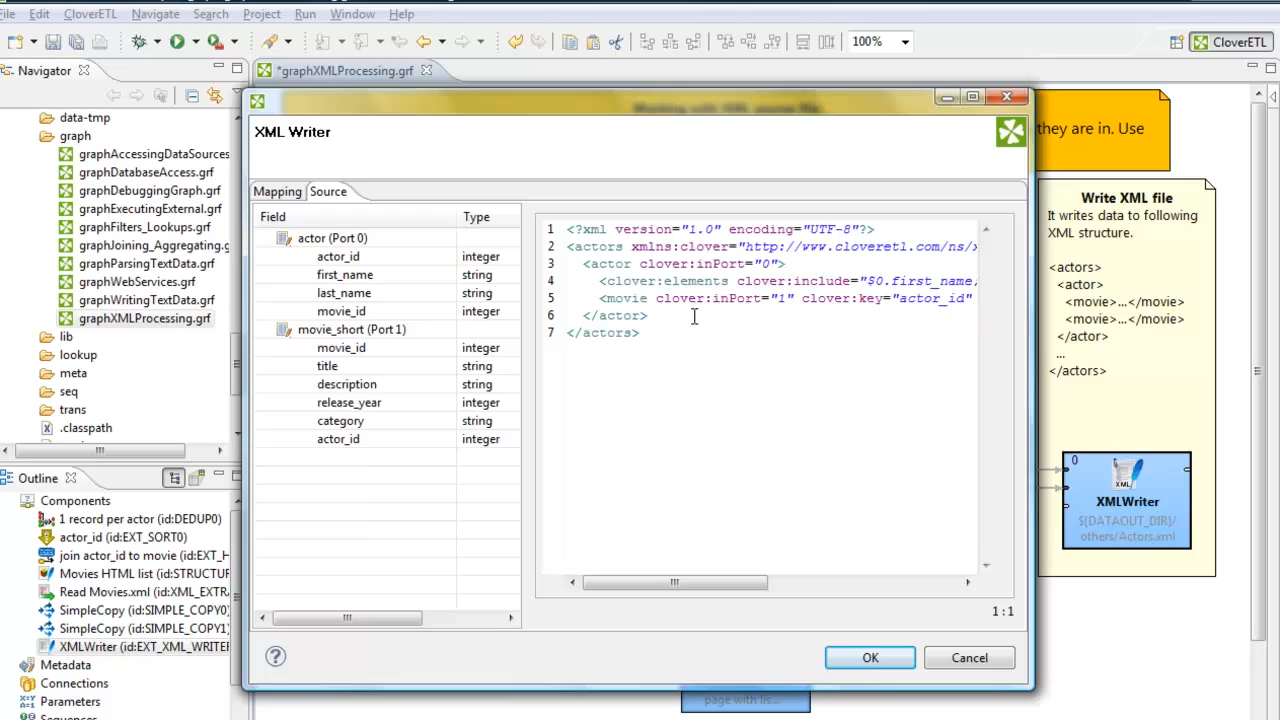 File Edit CloverETL Navigate Search Project Run Window Help
100%
CloverETL
Navigator
*graphXMLProcessing.grf
data-tmp
graph
graphAccessingDataSources
graphDatabaseAccess.grf
graphDebuggingGraph.grf
graphExecutingExternal.grf
graphFilters_Lookups.grf
graphJoining_Aggregating.g
graphParsingTextData.grf
graphWebServices.grf
graphWritingTextData.grf
graphXMLProcessing.grf
lib
lookup
meta
seq
trans
.classpath
Outline
Components
1 record per actor (id:DEDUP0)
actor_id (id:EXT_SORT0)
join actor_id to movie (id:EXT_H
Movies HTML list (id:STRUCTUR
Read Movies.xml (id:XML_EXTRA
SimpleCopy (id:SIMPLE_COPY0)
SimpleCopy (id:SIMPLE_COPY1)
XMLWriter (id:EXT_XML_WRITER
Metadata
Connections
Parameters
Sequences
XML Writer
Mapping Source
Field Type
actor (Port 0)
actor_id integer
first_name string
last_name string
movie_id integer
movie_short (Port 1)
movie_id integer
title string
description string
release_year integer
category string
actor_id integer
1 <?xml version="1.0" encoding="UTF-8"?>
2 <actors xmlns:clover="http://www.cloveretl.com/ns/x
3 <actor clover:inPort="0">
4 <clover:elements clover:include="$0.first_name;
5 <movie clover:inPort="1" clover:key="actor_id"
6 </actor>
7 </actors>
1:1
OK Cancel
they are in. Use
Write XML file
It writes data to following
XML structure.
<actors>
<actor>
<movie>...</movie>
<movie>...</movie>
</actor>
...
</actors>
0
XML
XMLWriter
${DATAOUT_DIR}/
others/Actors.xml
page with lis...